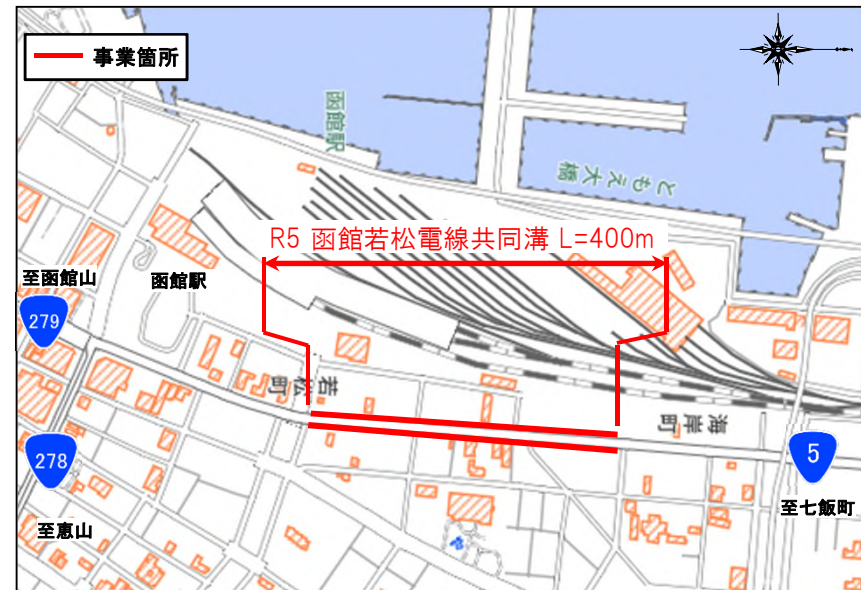 事業箇所
函館駅
ともえ大橋
R5 函館若松電線共同溝 L=400m
至函館山
函館駅
279
若松町
海岸町
278
5
至七飯町
至恵山